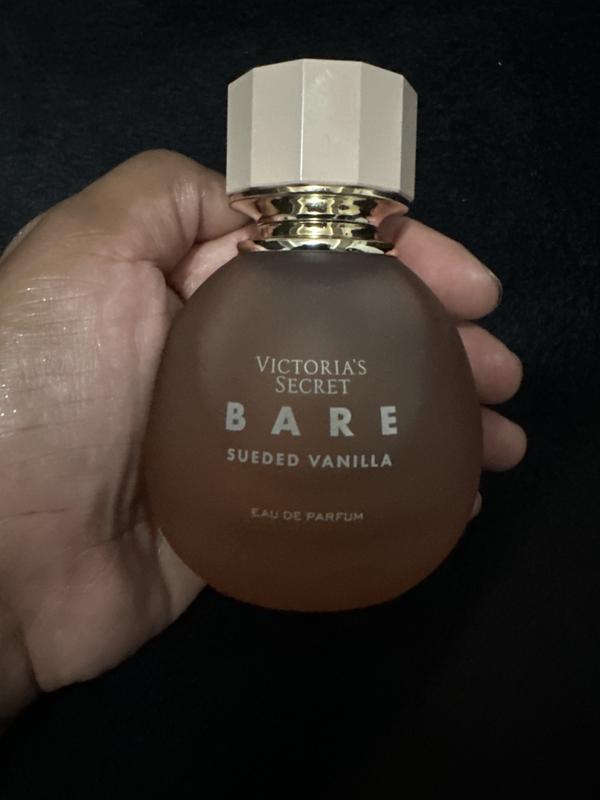 VICTORIA'S
SECRET
BARE
SUEDED VANILLA
EAU DE PARFUM